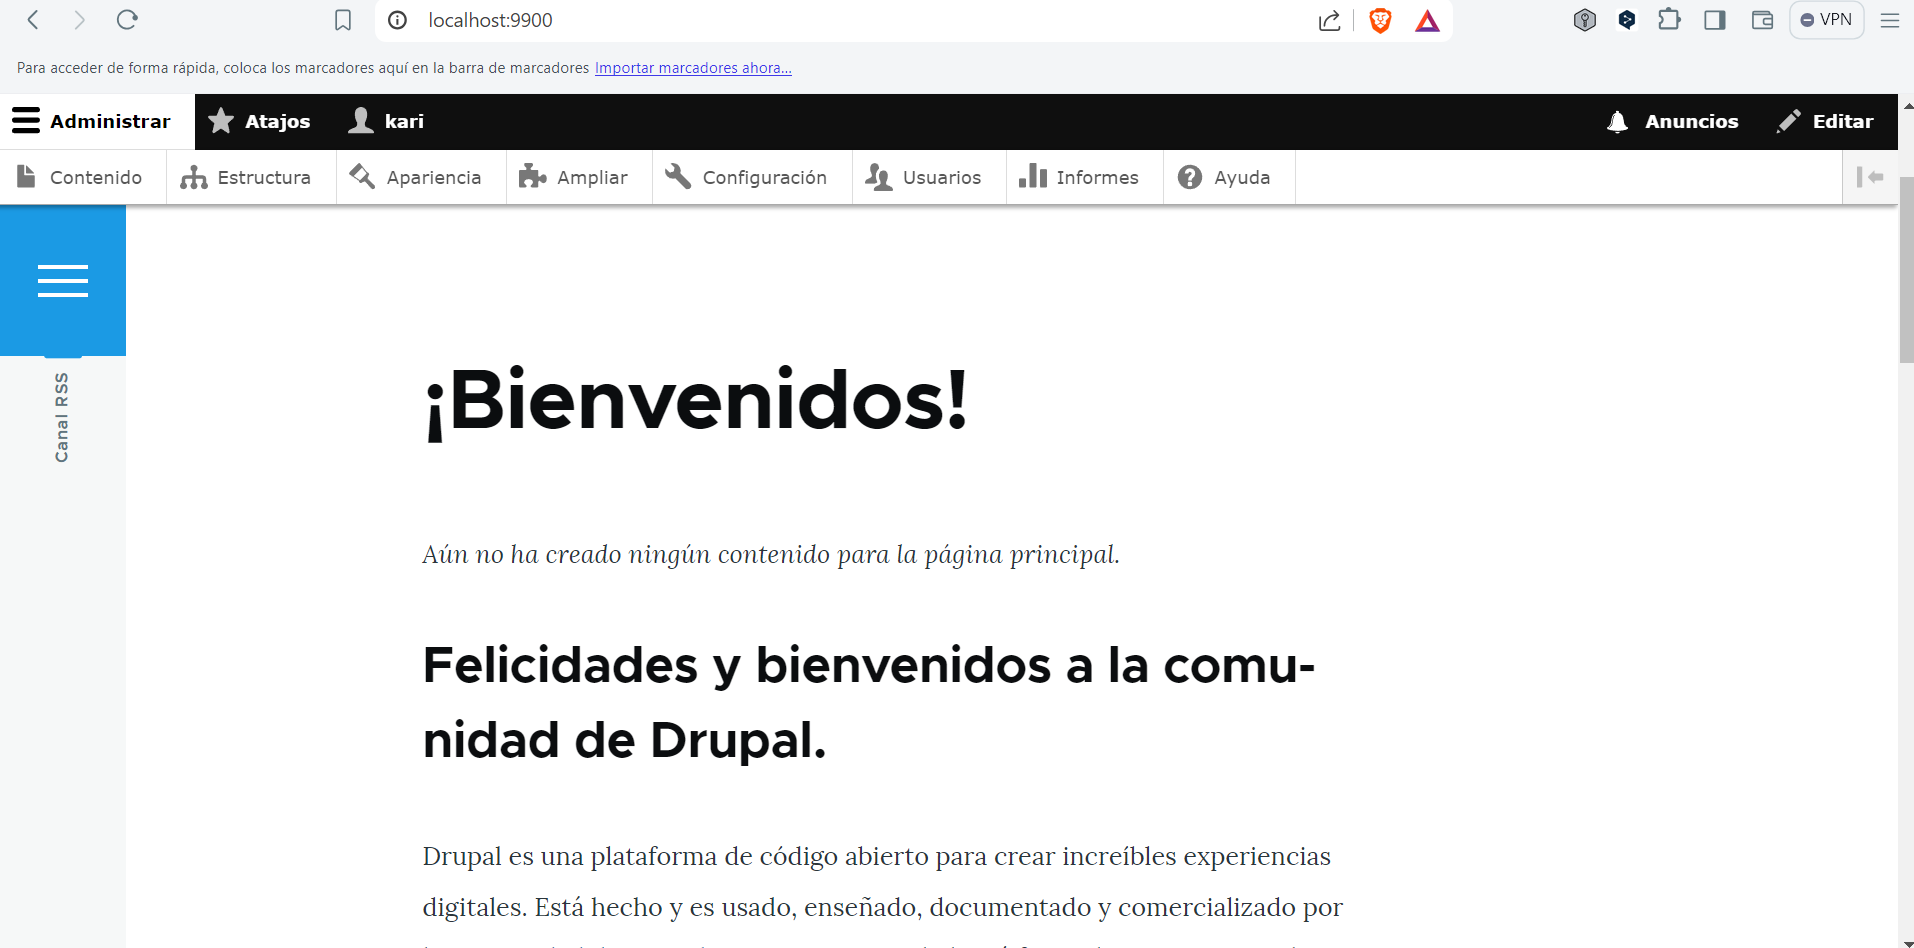 localhost:9900
VPN
Para acceder de forma rápida, coloca los marcadores aquí en la barra de marcadores Importar marcadores ahora...
Administrar Atajos kari Anuncios Editar
Contenido Estructura Apariencia Ampliar Configuración Usuarios Informes Ayuda
Canal RSS
¡Bienvenidos!
Aún no ha creado ningún contenido para la página principal.
Felicidades y bienvenidos a la comu-
nidad de Drupal.
Drupal es una plataforma de código abierto para crear increíbles experiencias
digitales. Está hecho y es usado, enseñado, documentado y comercializado por